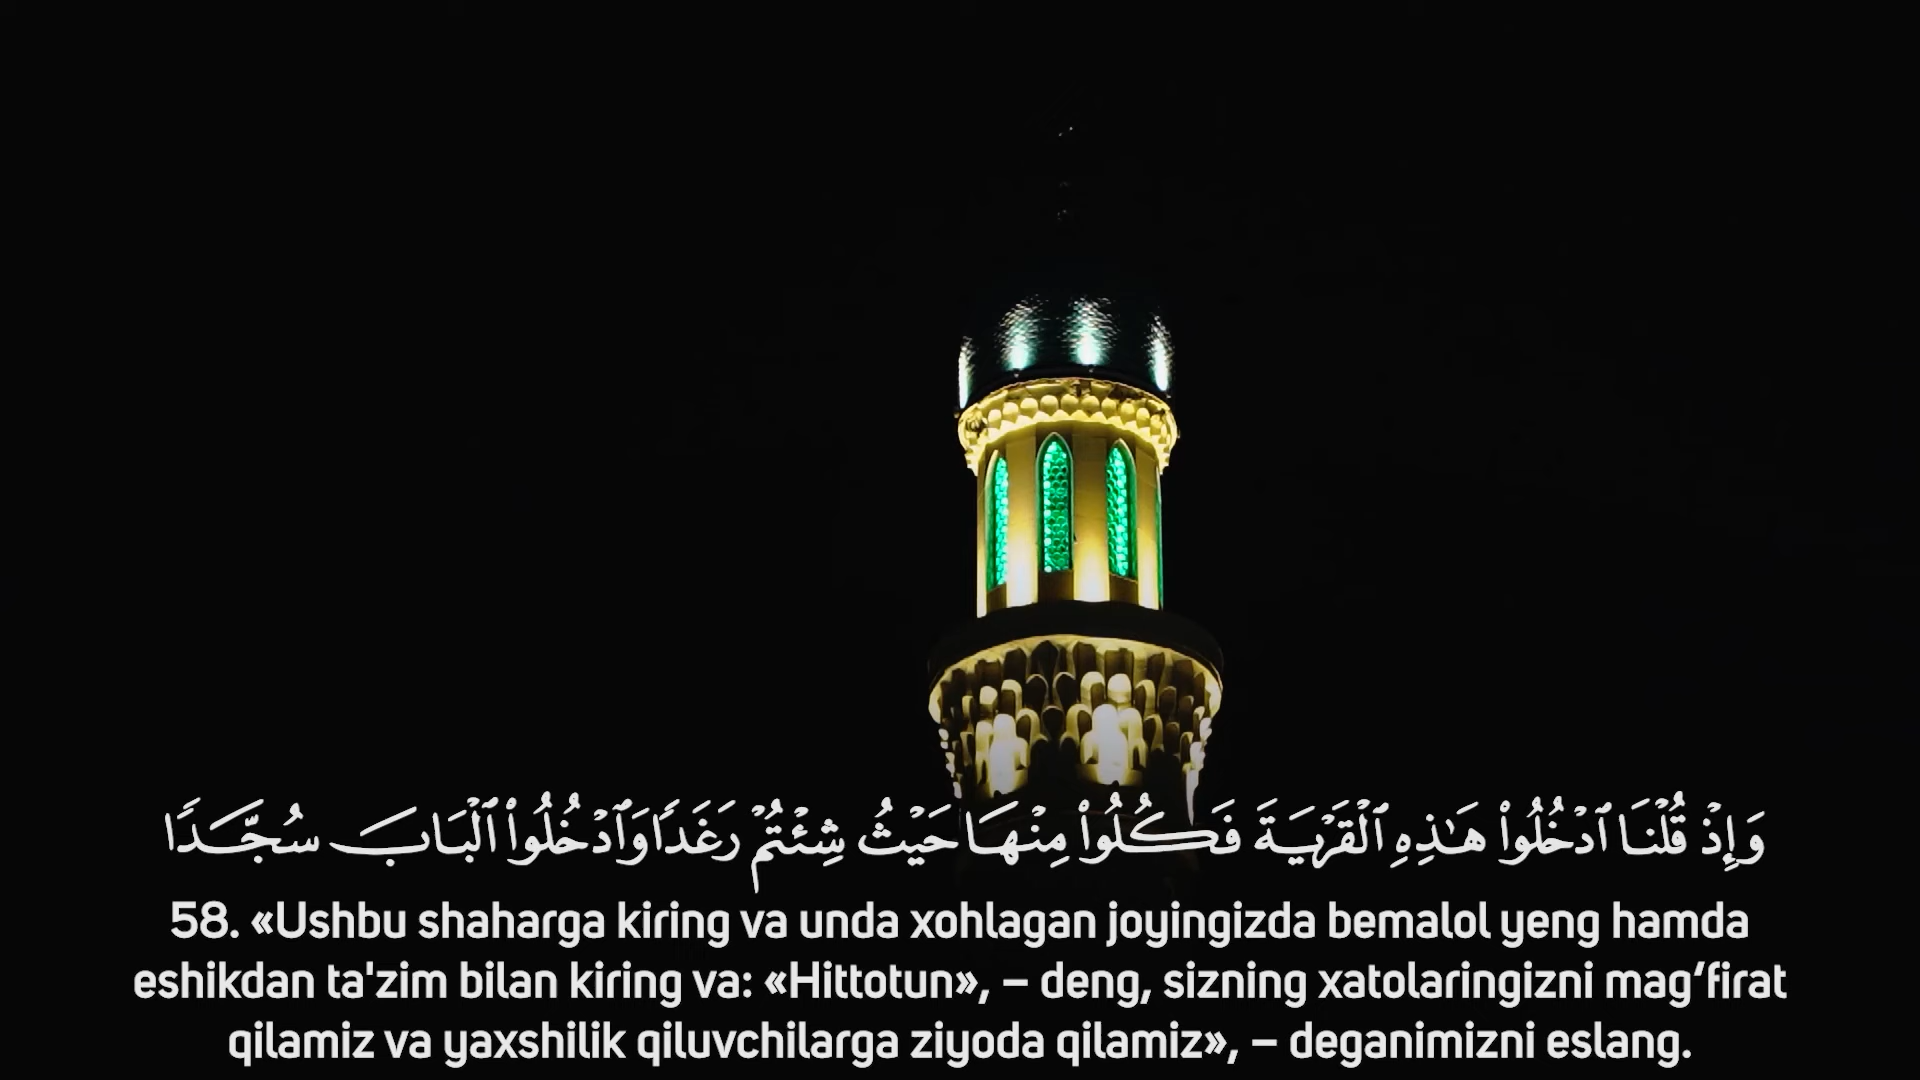 وَإِذْ قُلْنَا ٱدْخُلُوا۟ هَـٰذِهِ ٱلْقَرْيَةَ فَكُلُوا۟ مِنْهَا حَيْثُ شِئْتُمْ رَغَدًا وَٱدْخُلُوا۟ ٱلْبَابَ سُجَّدًا
58. «Ushbu shaharga kiring va unda xohlagan joyingizda bemalol yeng hamda
eshikdan ta'zim bilan kiring va: «Hittotun», – deng, sizning xatolaringizni mag‘firat
qilamiz va yaxshilik qiluvchilarga ziyoda qilamiz», – deganimizni eslang.